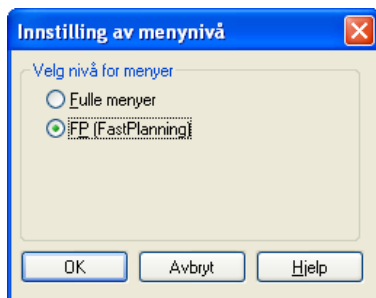 Innstilling av menynivå
Velg nivå for menyer
Fulle menyer
FP (FastPlanning)
OK
Avbryt
Hjelp